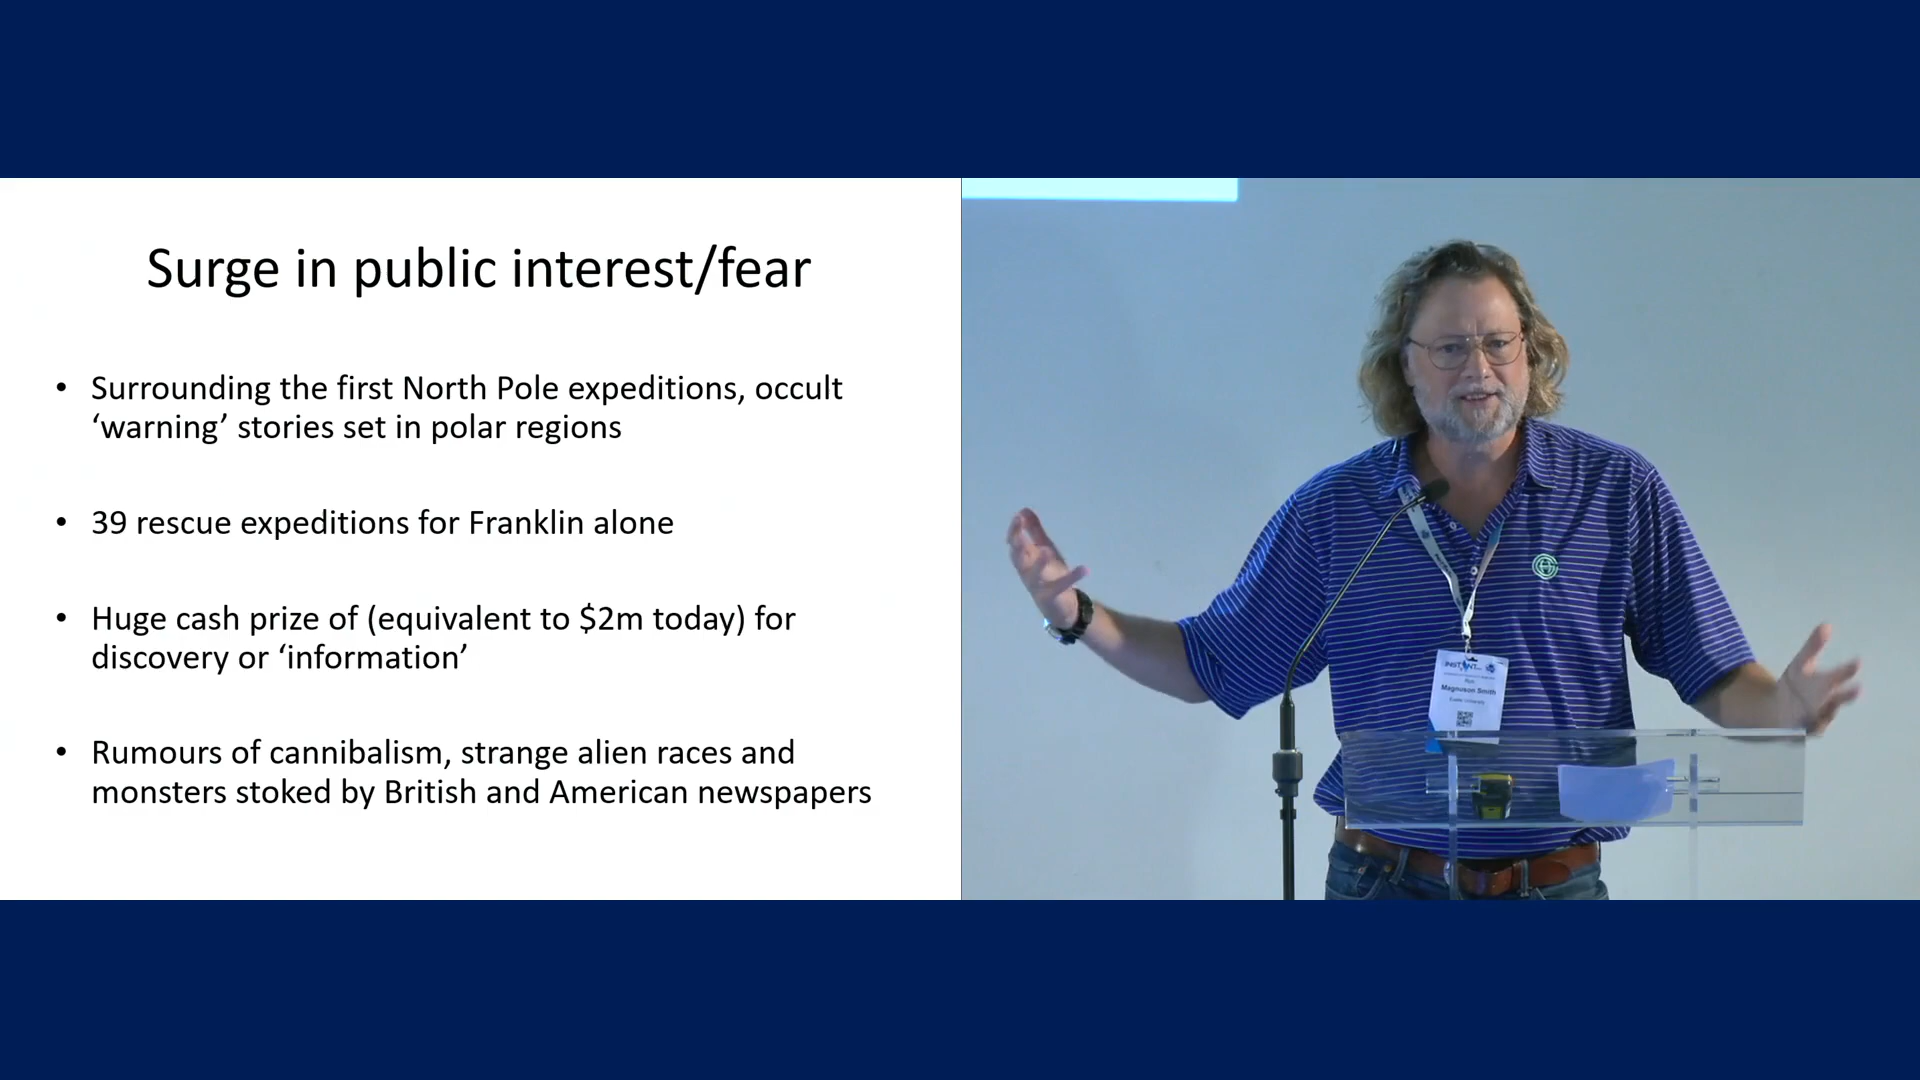 Surge in public interest/fear
• Surrounding the first North Pole expeditions, occult
‘warning’ stories set in polar regions
• 39 rescue expeditions for Franklin alone
• Huge cash prize of (equivalent to $2m today) for
discovery or ‘information’
• Rumours of cannibalism, strange alien races and
monsters stoked by British and American newspapers
Magnuson Smith